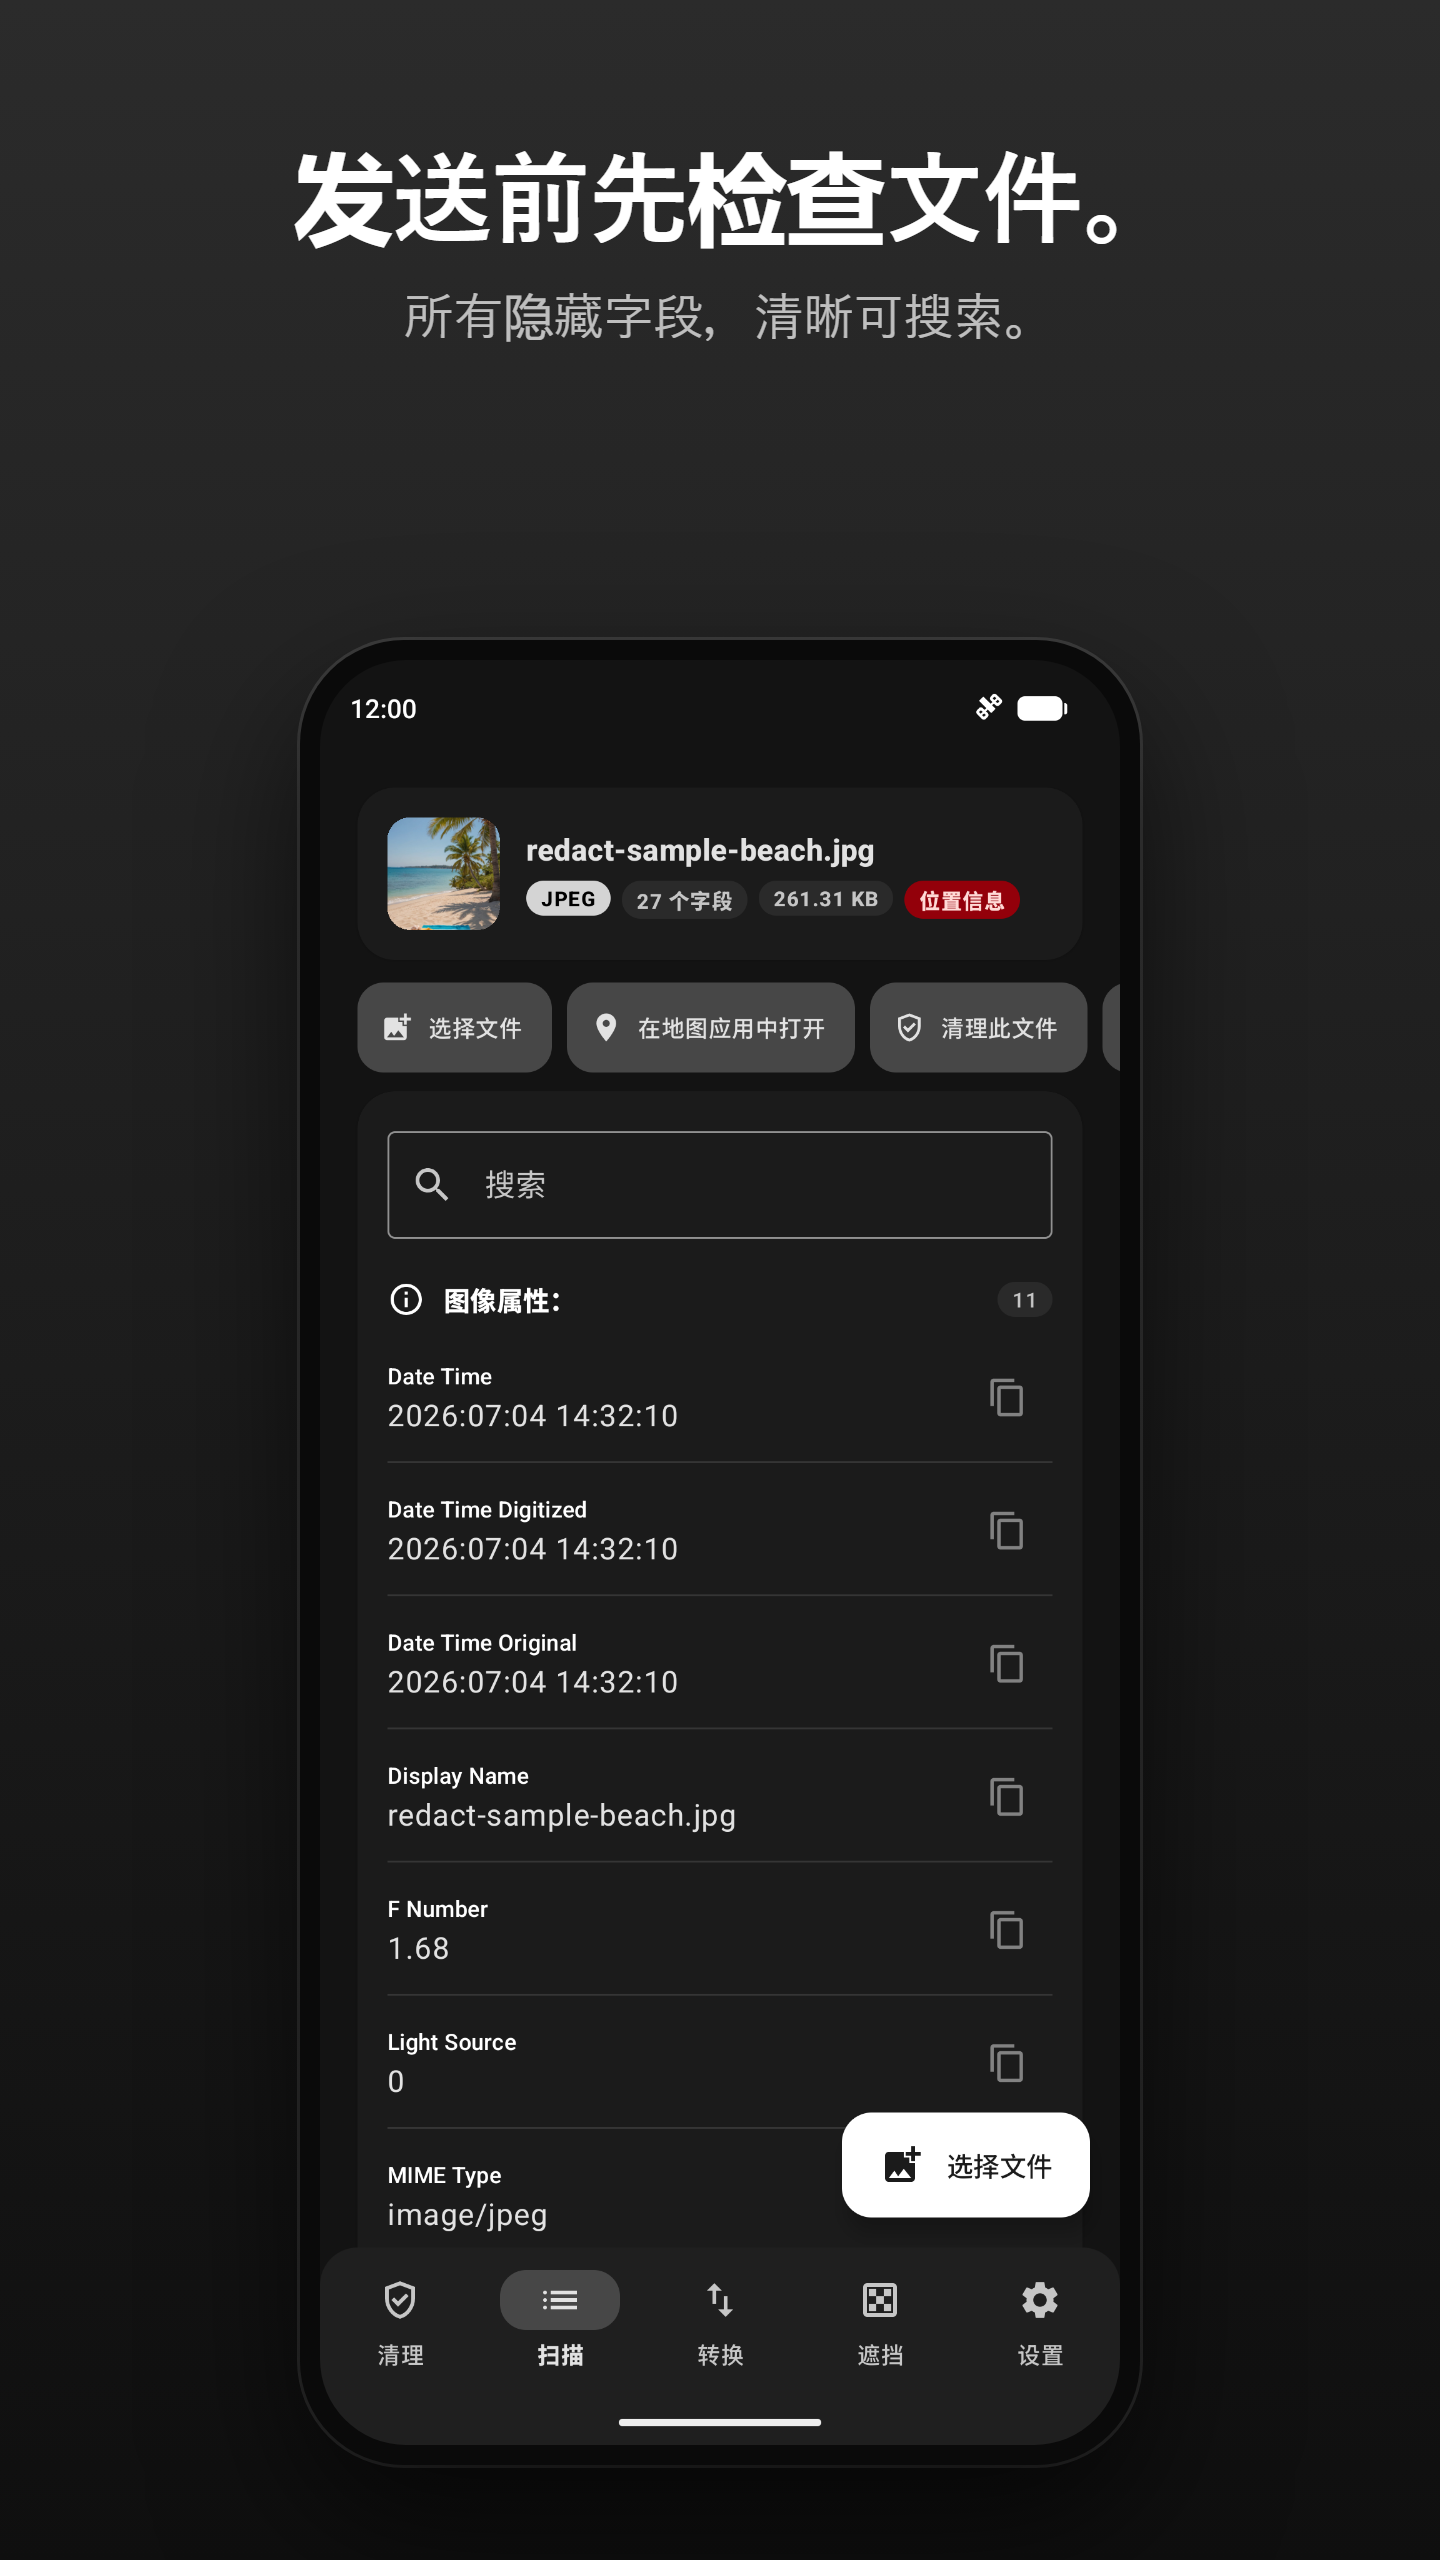 发送前先检查文件。
所有隐藏字段，清晰可搜索。
12:00
redact-sample-beach.jpg
JPEG 27 个字段 261.31 KB 位置信息
选择文件 在地图应用中打开 清理此文件
搜索
图像属性： 11
Date Time
2026:07:04 14:32:10
Date Time Digitized
2026:07:04 14:32:10
Date Time Original
2026:07:04 14:32:10
Display Name
redact-sample-beach.jpg
F Number
1.68
Light Source
0
MIME Type
image/jpeg
选择文件
清理 扫描 转换 遮挡 设置